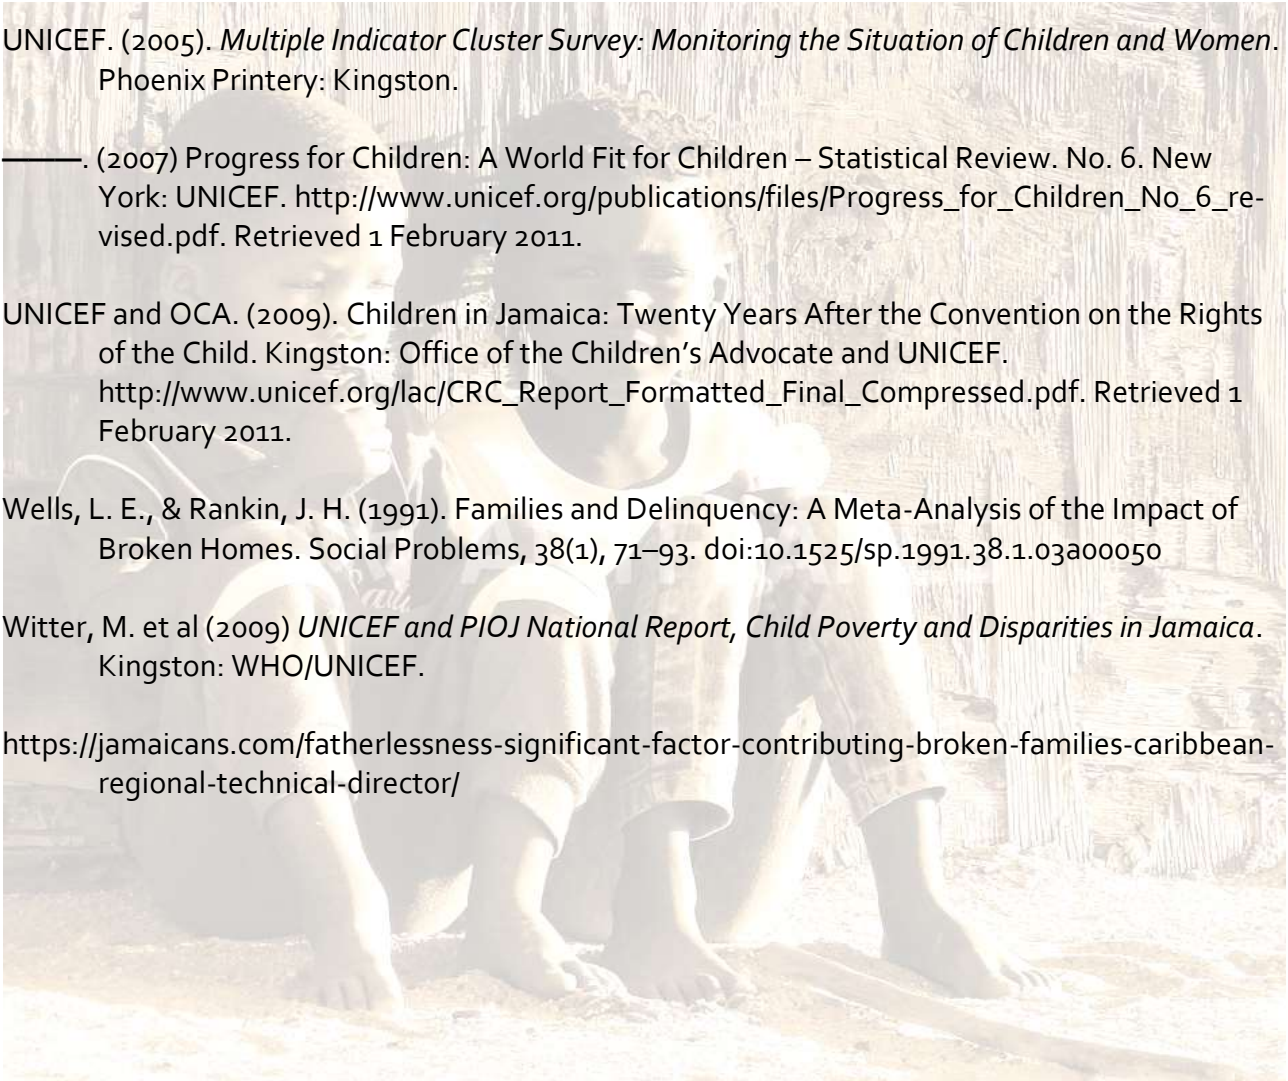 UNICEF. (2005). Multiple Indicator Cluster Survey: Monitoring the Situation of Children and Women.
Phoenix Printery: Kingston.
———. (2007) Progress for Children: A World Fit for Children – Statistical Review. No. 6. New
York: UNICEF. http://www.unicef.org/publications/files/Progress_for_Children_No_6_re-
vised.pdf. Retrieved 1 February 2011.
UNICEF and OCA. (2009). Children in Jamaica: Twenty Years After the Convention on the Rights
of the Child. Kingston: Office of the Children’s Advocate and UNICEF.
http://www.unicef.org/lac/CRC_Report_Formatted_Final_Compressed.pdf. Retrieved 1
February 2011.
Wells, L. E., & Rankin, J. H. (1991). Families and Delinquency: A Meta-Analysis of the Impact of
Broken Homes. Social Problems, 38(1), 71–93. doi:10.1525/sp.1991.38.1.03a00050
Witter, M. et al (2009) UNICEF and PIOJ National Report, Child Poverty and Disparities in Jamaica.
Kingston: WHO/UNICEF.
https://jamaicans.com/fatherlessness-significant-factor-contributing-broken-families-caribbean-
regional-technical-director/